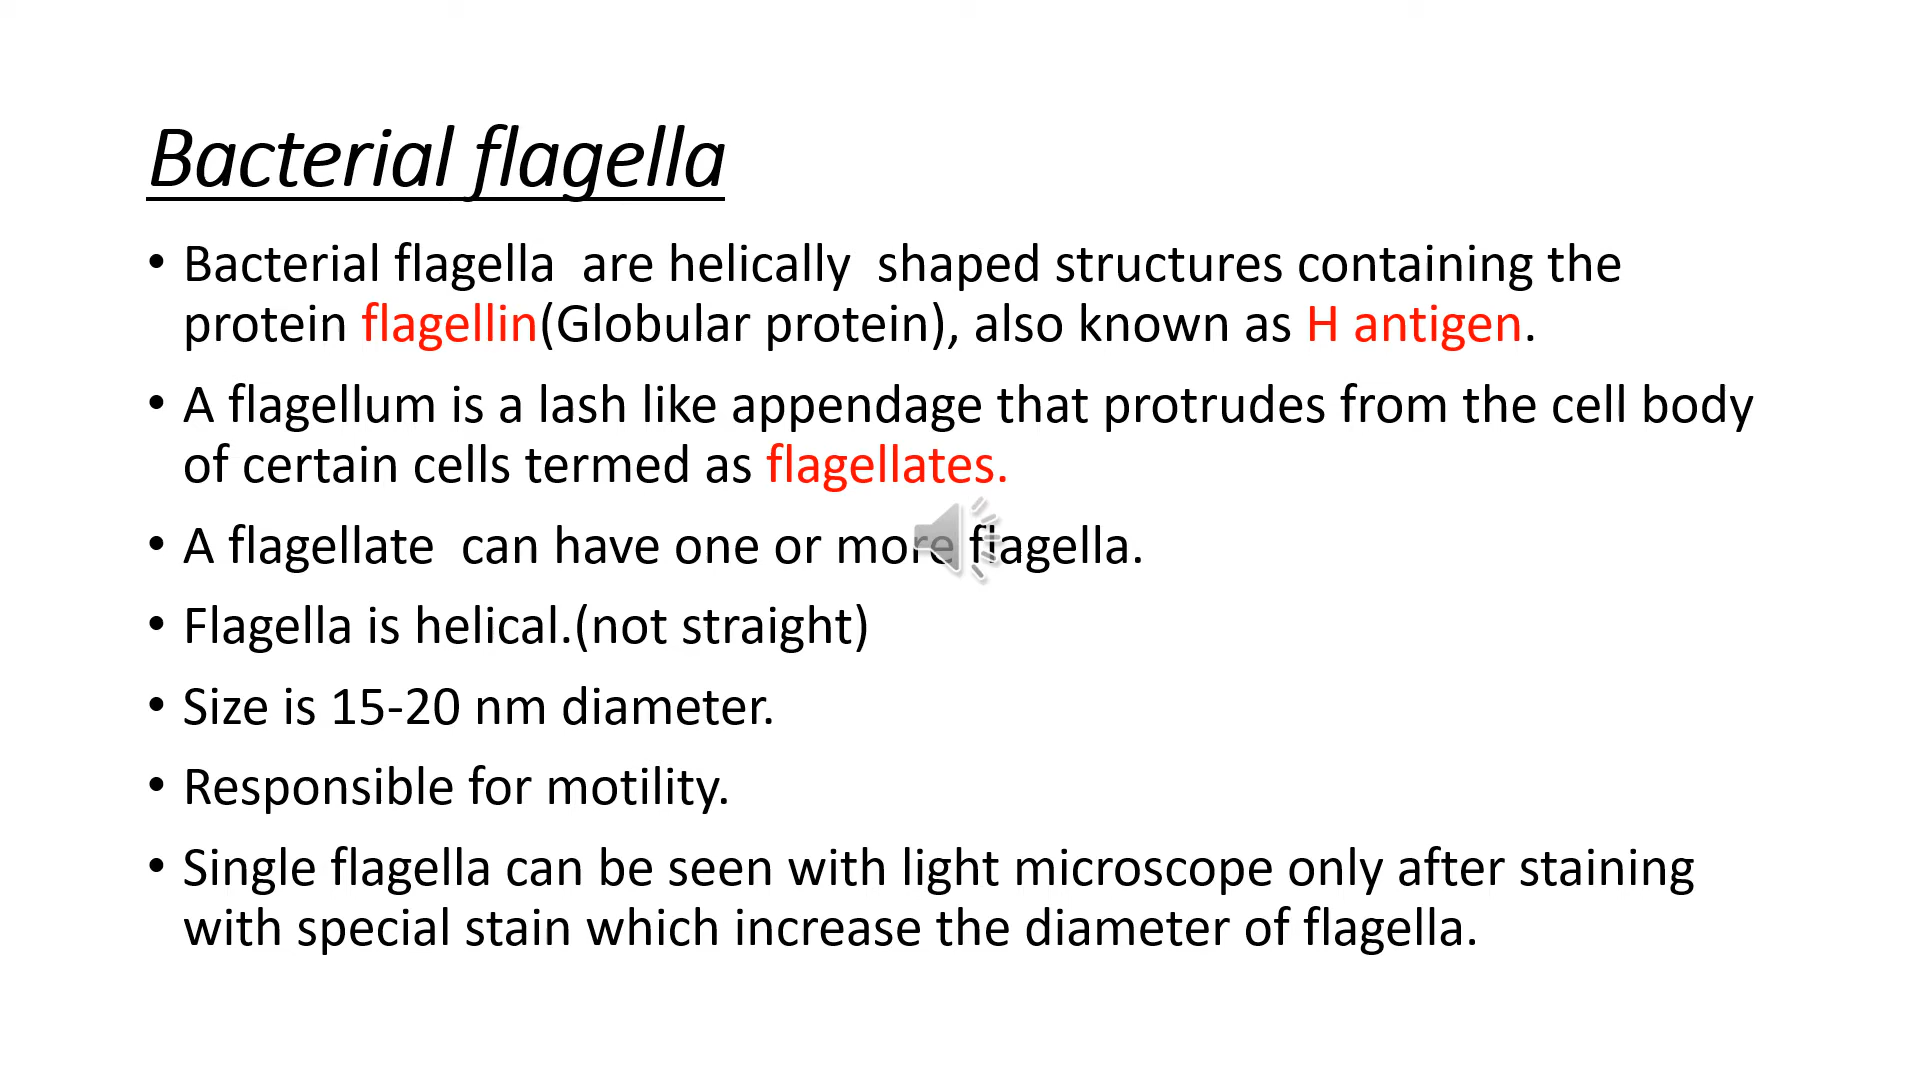 Bacterial flagella
• Bacterial flagella  are helically  shaped structures containing the
protein flagellin(Globular protein), also known as H antigen.
• A flagellum is a lash like appendage that protrudes from the cell body
of certain cells termed as flagellates.
• A flagellate  can have one or more flagella.
• Flagella is helical.(not straight)
• Size is 15-20 nm diameter.
• Responsible for motility.
• Single flagella can be seen with light microscope only after staining
with special stain which increase the diameter of flagella.